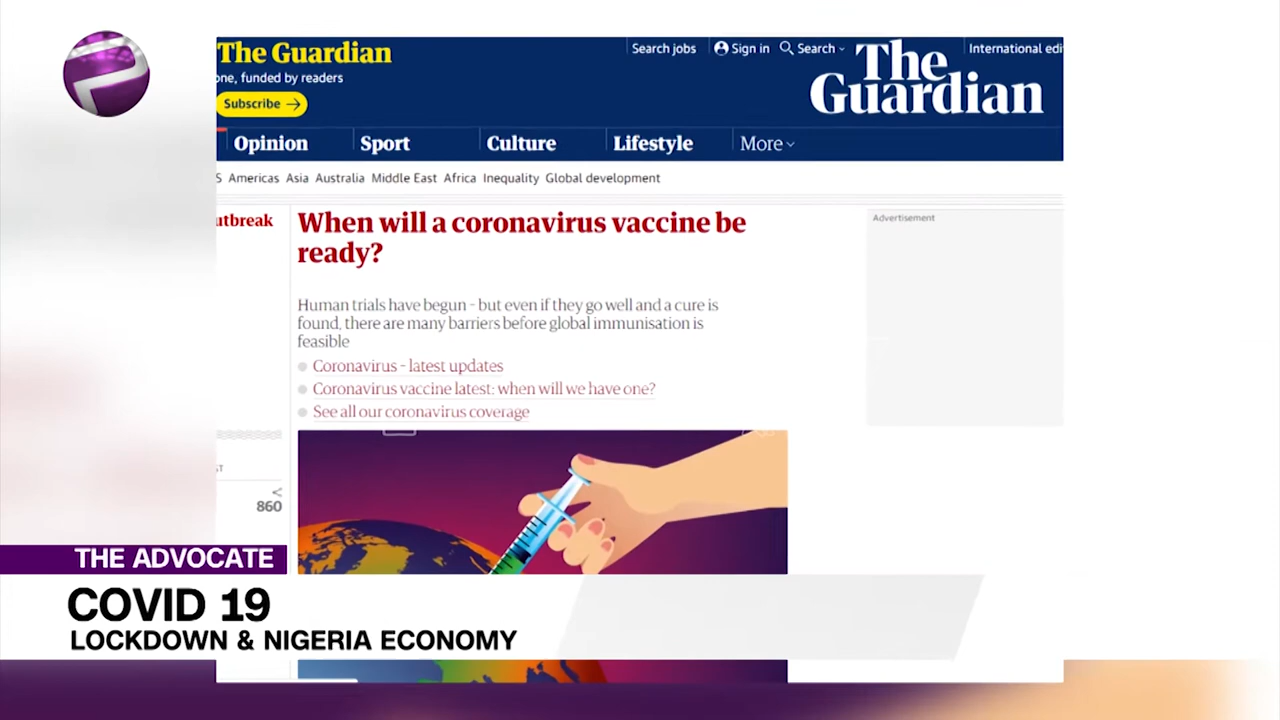 The Guardian
one, funded by readers
Subscribe →
Search jobs
Sign in
Search
International edi
The
Guardian
Opinion
Sport
Culture
Lifestyle
More
S Americas Asia Australia Middle East Africa Inequality Global development
utbreak
When will a coronavirus vaccine be
ready?
Advertisement
Human trials have begun – but even if they go well and a cure is
found, there are many barriers before global immunisation is
feasible
Coronavirus – latest updates
Coronavirus vaccine latest: when will we have one?
See all our coronavirus coverage
ST
860
THE ADVOCATE
COVID 19
LOCKDOWN & NIGERIA ECONOMY